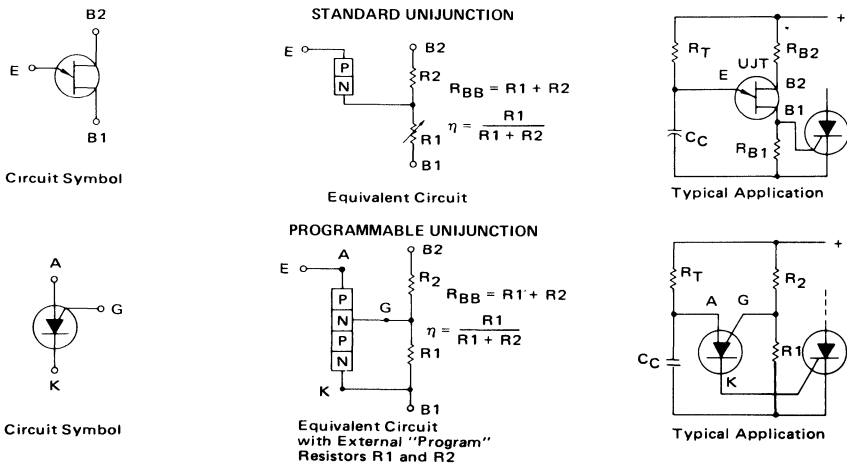 STANDARD UNIJUNCTION
B2
E
B1
Circuit Symbol
E
P
N
B2
R2
R1
B1
RBB = R1 + R2
η = R1
R1 + R2
Equivalent Circuit
+
RT
RB2
UJT
E
B2
B1
CC
RB1
Typical Application
PROGRAMMABLE UNIJUNCTION
A
G
K
Circuit Symbol
A
E
P
N
P
N
G
K
B2
R2
R1
B1
RBB = R1 + R2
η = R1
R1 + R2
Equivalent Circuit
with External "Program"
Resistors R1 and R2
+
RT
R2
A
G
CC
R1
K
Typical Application